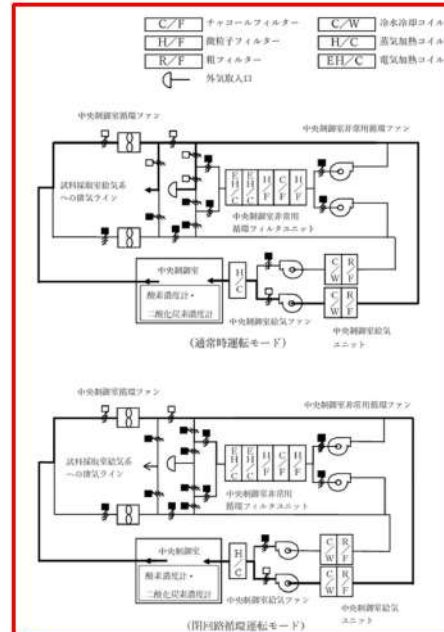 C/F チャコールフィルター
C/W 冷水冷却コイル
H/F 微粒子フィルター
H/C 蒸気加熱コイル
R/F 粗フィルター
EH/C 電気加熱コイル
外気取入口
中央制御室循環ファン
中央制御室非常用循環ファン
試料採取室給気系
への排気ライン
EH/C EH/C H/F C/F H/F
中央制御室非常用
循環フィルタユニット
中央制御室
酸素濃度計・
二酸化炭素濃度計
H/C
C/W R/F
C/W R/F
中央制御室給気ファン
中央制御室給気
ユニット
(通常時運転モード)
中央制御室循環ファン
中央制御室非常用循環ファン
試料採取室給気系
への排気ライン
EH/C EH/C H/F C/F H/F
中央制御室非常用
循環フィルタユニット
中央制御室
酸素濃度計・
二酸化炭素濃度計
H/C
C/W R/F
C/W R/F
中央制御室給気ファン
中央制御室給気
ユニット
(閉回路循環運転モード)